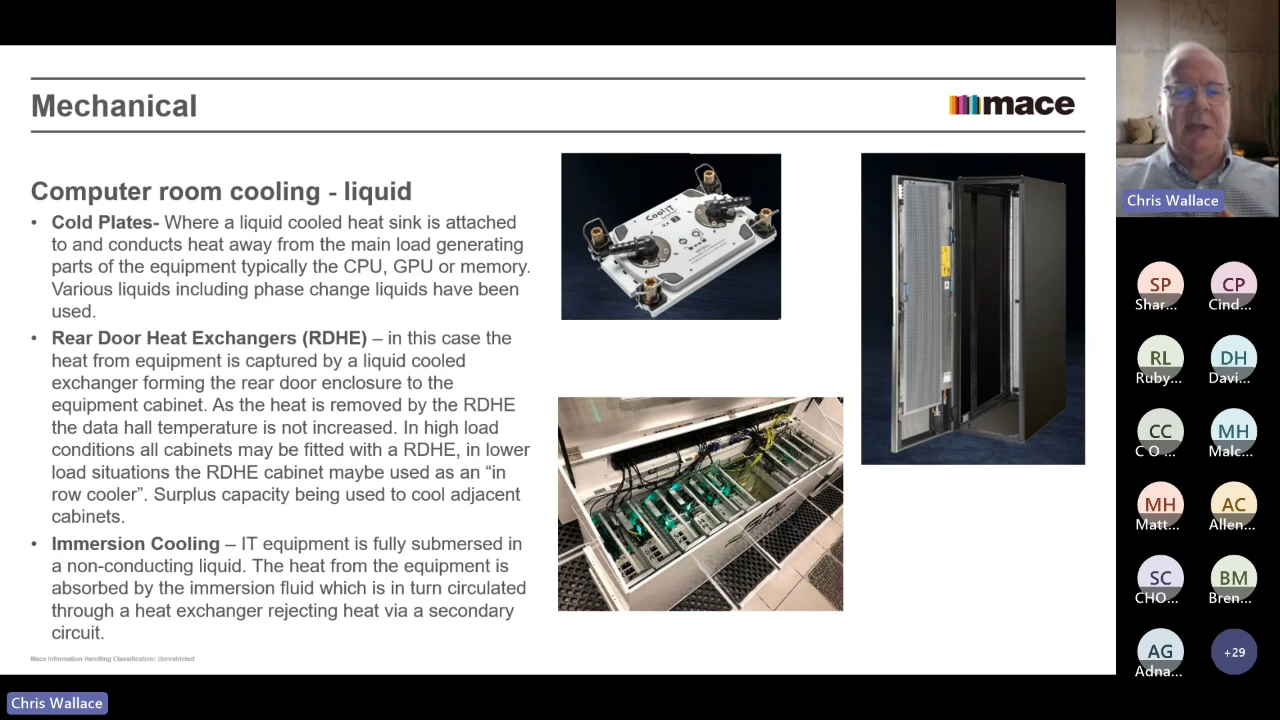 Mechanical
mace
Computer room cooling - liquid
• Cold Plates- Where a liquid cooled heat sink is attached
to and conducts heat away from the main load generating
parts of the equipment typically the CPU, GPU or memory.
Various liquids including phase change liquids have been
used.
• Rear Door Heat Exchangers (RDHE) – in this case the
heat from equipment is captured by a liquid cooled
exchanger forming the rear door enclosure to the
equipment cabinet. As the heat is removed by the RDHE
the data hall temperature is not increased. In high load
conditions all cabinets may be fitted with a RDHE, in lower
load situations the RDHE cabinet maybe used as an “in
row cooler”. Surplus capacity being used to cool adjacent
cabinets.
• Immersion Cooling – IT equipment is fully submersed in
a non-conducting liquid. The heat from the equipment is
absorbed by the immersion fluid which is in turn circulated
through a heat exchanger rejecting heat via a secondary
circuit.
Mace Information Handling Classification: Unrestricted
CoolIT
Chris Wallace
SP
CP
Shar...
Cind...
RL
DH
Ruby...
Davi...
CC
MH
C O ...
Malc...
MH
AC
Matt...
Allen...
SC
BM
CHO...
Bren...
AG
+29
Adna...
Chris Wallace